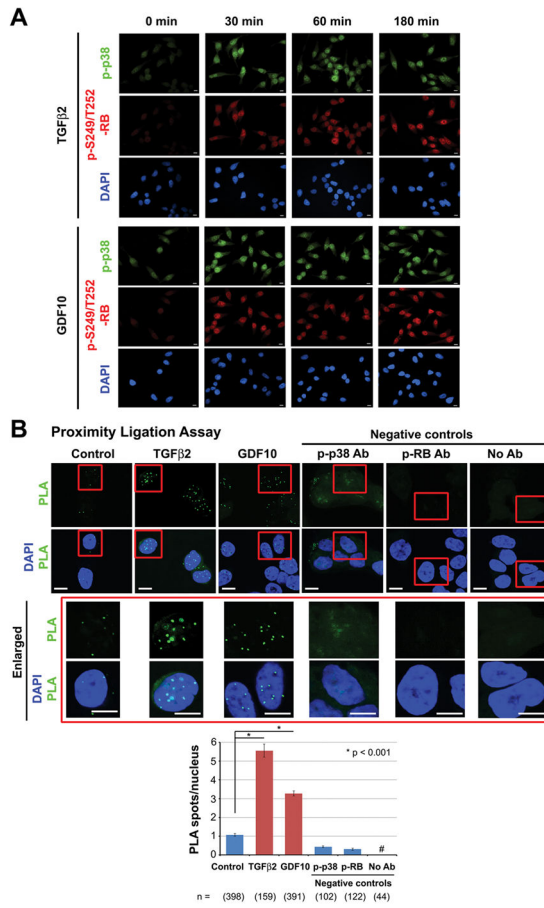 A
0 min 30 min 60 min 180 min
TGFβ2
p-p38
p-S249/T252
-RB
DAPI
GDF10
p-p38
p-S249/T252
-RB
DAPI
B Proximity Ligation Assay
Negative controls
Control TGFβ2 GDF10 p-p38 Ab p-RB Ab No Ab
PLA
DAPI
PLA
Enlarged
PLA
DAPI
PLA
PLA spots/nucleus
6
5
4
3
2
1
0
* *
* p < 0.001
#
Control TGFβ2 GDF10 p-p38 p-RB No Ab
Negative controls
n = (398) (159) (391) (102) (122) (44)